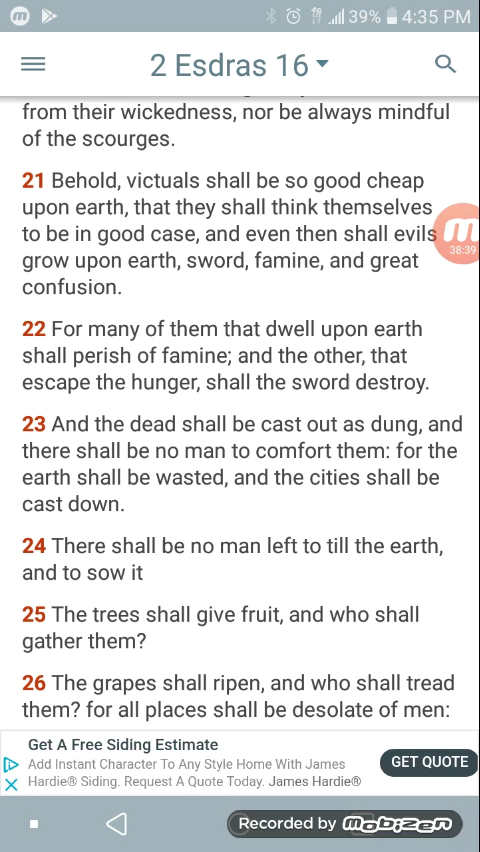 4G
39%
4:35 PM
2 Esdras 16
from their wickedness, nor be always mindful
of the scourges.
21 Behold, victuals shall be so good cheap
upon earth, that they shall think themselves
to be in good case, and even then shall evils
grow upon earth, sword, famine, and great
confusion.
38:39
22 For many of them that dwell upon earth
shall perish of famine; and the other, that
escape the hunger, shall the sword destroy.
23 And the dead shall be cast out as dung, and
there shall be no man to comfort them: for the
earth shall be wasted, and the cities shall be
cast down.
24 There shall be no man left to till the earth,
and to sow it
25 The trees shall give fruit, and who shall
gather them?
26 The grapes shall ripen, and who shall tread
them? for all places shall be desolate of men:
Get A Free Siding Estimate
Add Instant Character To Any Style Home With James
Hardie® Siding. Request A Quote Today. James Hardie®
GET QUOTE
Recorded by Mobizen